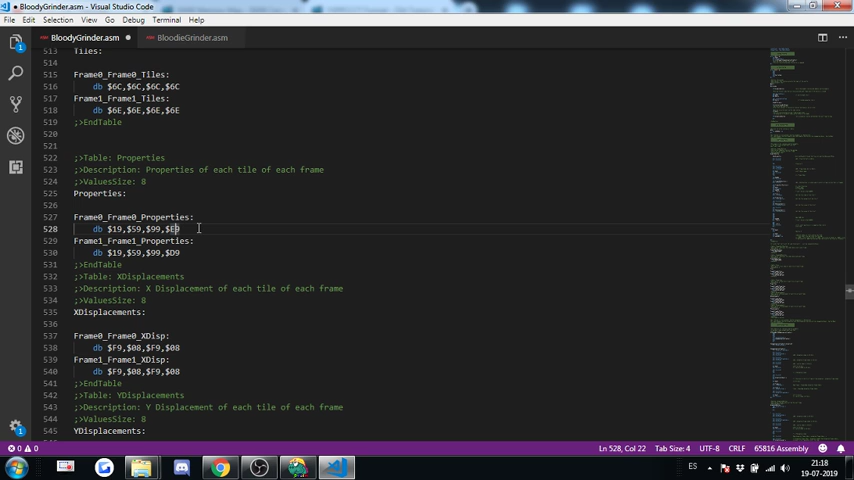 BloodyGrinder.asm - Visual Studio Code
File Edit Selection View Go Debug Terminal Help
BloodyGrinder.asm BloodieGrinder.asm
513 Tiles:
514
515 Frame0_Frame0_Tiles:
516 db $6C,$6C,$6C,$6C
517 Frame1_Frame1_Tiles:
518 db $6E,$6E,$6E,$6E
519 ;>EndTable
520
521
522 ;>Table: Properties
523 ;>Description: Properties of each tile of each frame
524 ;>ValuesSize: 8
525 Properties:
526
527 Frame0_Frame0_Properties:
528 db $19,$59,$99,$E9
529 Frame1_Frame1_Properties:
530 db $19,$59,$99,$D9
531 ;>EndTable
532 ;>Table: XDisplacements
533 ;>Description: X Displacement of each tile of each frame
534 ;>ValuesSize: 8
535 XDisplacements:
536
537 Frame0_Frame0_XDisp:
538 db $F9,$08,$F9,$08
539 Frame1_Frame1_XDisp:
540 db $F9,$08,$F9,$08
541 ;>EndTable
542 ;>Table: YDisplacements
543 ;>Description: Y Displacement of each tile of each frame
544 ;>ValuesSize: 8
545 YDisplacements:
0 0 Ln 528, Col 22 Tab Size: 4 UTF-8 CRLF 65816 Assembly
ES 21:18
19-07-2019